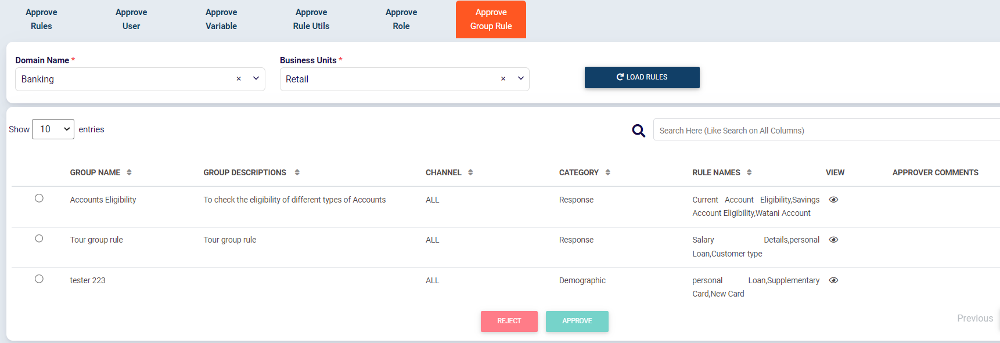 Approve Rules
Approve User
Approve Variable
Approve Rule Utils
Approve Role
Approve Group Rule
Domain Name *
Business Units *
Banking
Retail
LOAD RULES
Show 10 entries
Search Here (Like Search on All Columns)
GROUP NAME GROUP DESCRIPTIONS CHANNEL CATEGORY RULE NAMES VIEW APPROVER COMMENTS
Accounts Eligibility To check the eligibility of different types of Accounts ALL Response Current Account Eligibility,Savings
Account Eligibility,Watani Account
Tour group rule Tour group rule ALL Response Salary Details,personal
Loan,Customer type
tester 223 ALL Demographic personal Loan,Supplementary
Card,New Card
REJECT APPROVE
Previous